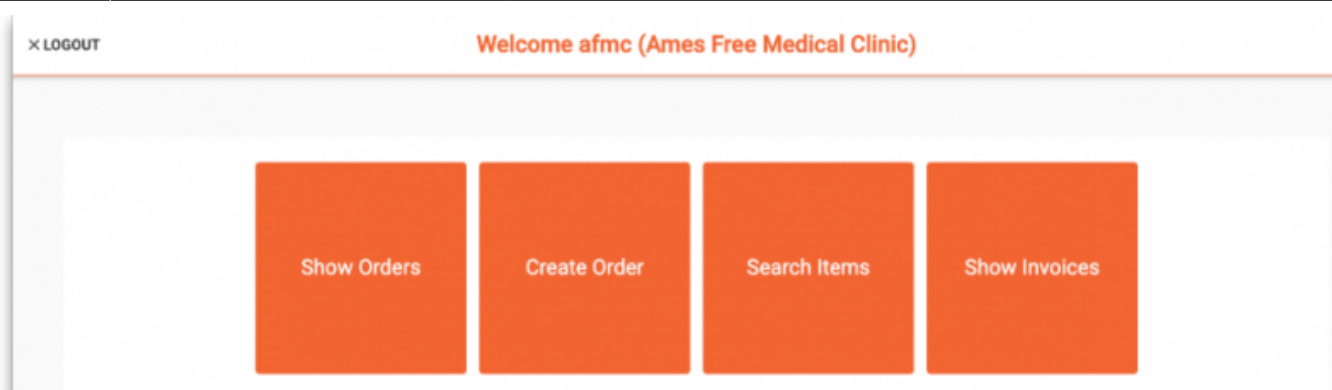 × LOGOUT
Welcome afmc (Ames Free Medical Clinic)
Show Orders
Create Order
Search Items
Show Invoices